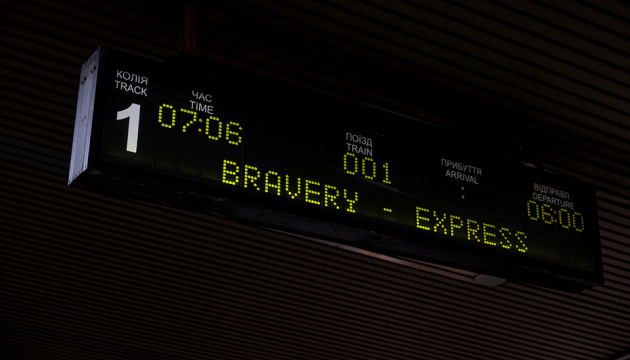 КОЛІЯ
TRACK
1
ЧАС
TIME
07:06
ПОЇЗД
TRAIN
001
ПРИБУТТЯ
ARRIVAL
:
ВІДПРАВЛ
DEPARTURE
06:00
BRAVERY - EXPRESS